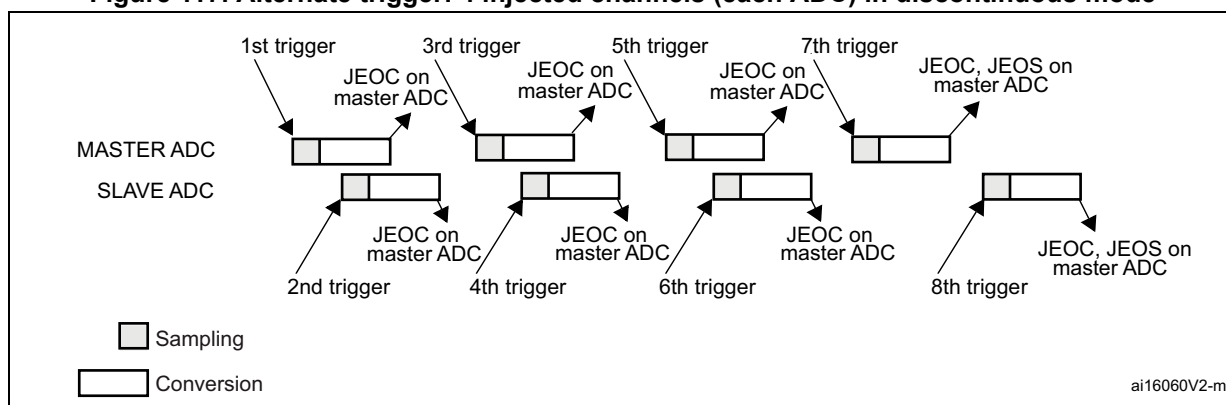 Figure Alternate trigger: 4 injected channels (each ADC) in discontinuous mode
1st trigger
3rd trigger
5th trigger
7th trigger
JEOC on
master ADC
JEOC on
master ADC
JEOC on
master ADC
JEOC, JEOS on
master ADC
MASTER ADC
SLAVE ADC
JEOC on
master ADC
JEOC on
master ADC
JEOC on
master ADC
JEOC, JEOS on
master ADC
2nd trigger
4th trigger
6th trigger
8th trigger
Sampling
Conversion
ai16060V2-m